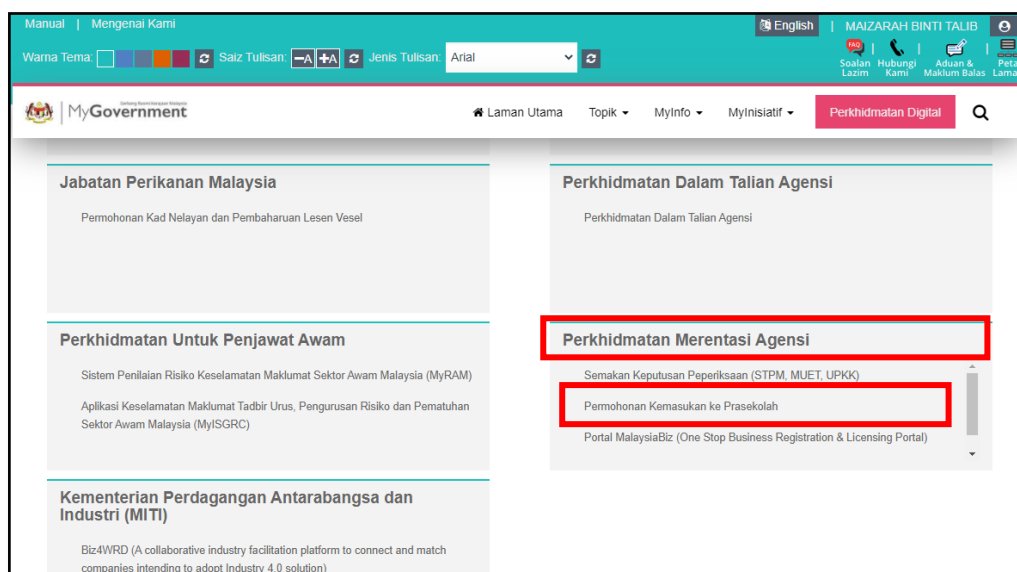 Manual | Mengenai Kami
English | MAIZARAH BINTI TALIB
Warna Tema: Saiz Tulisan: -A +A Jenis Tulisan: Arial
FAQ
Soalan Lazim
Hubungi Kami
Aduan & Maklum Balas
Peta Lama
MyGovernment
Laman Utama Topik MyInfo MyInisiatif Perkhidmatan Digital
Jabatan Perikanan Malaysia
Permohonan Kad Nelayan dan Pembaharuan Lesen Vesel
Perkhidmatan Dalam Talian Agensi
Perkhidmatan Dalam Talian Agensi
Perkhidmatan Untuk Penjawat Awam
Sistem Penilaian Risiko Keselamatan Maklumat Sektor Awam Malaysia (MyRAM)
Aplikasi Keselamatan Maklumat Tadbir Urus, Pengurusan Risiko dan Pematuhan
Sektor Awam Malaysia (MyISGRC)
Perkhidmatan Merentasi Agensi
Semakan Keputusan Peperiksaan (STPM, MUET, UPKK)
Permohonan Kemasukan ke Prasekolah
Portal MalaysiaBiz (One Stop Business Registration & Licensing Portal)
Kementerian Perdagangan Antarabangsa dan
Industri (MITI)
Biz4WRD (A collaborative industry facilitation platform to connect and match
companies intending to adopt Industry 4.0 solution)